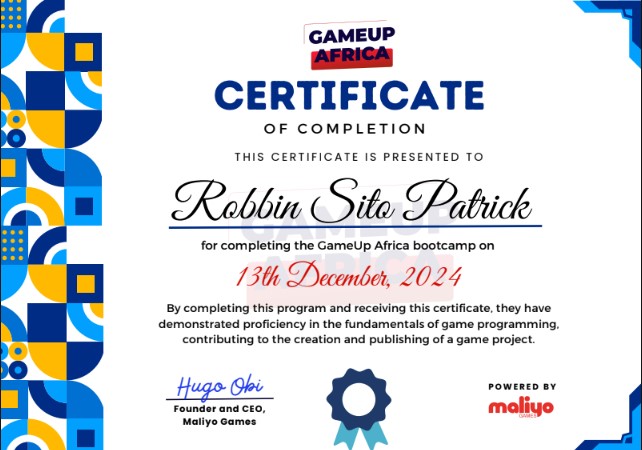 GAMEUP
AFRICA
CERTIFICATE
OF COMPLETION
THIS CERTIFICATE IS PRESENTED TO
Robbin Sito Patrick
GAMEUP
AFRICA
for completing the GameUp Africa bootcamp on
13th December, 2024
By completing this program and receiving this certificate, they have
demonstrated proficiency in the fundamentals of game programming,
contributing to the creation and publishing of a game project.
Hugo Obi
Founder and CEO,
Maliyo Games
POWERED BY
maliyo
GAMES